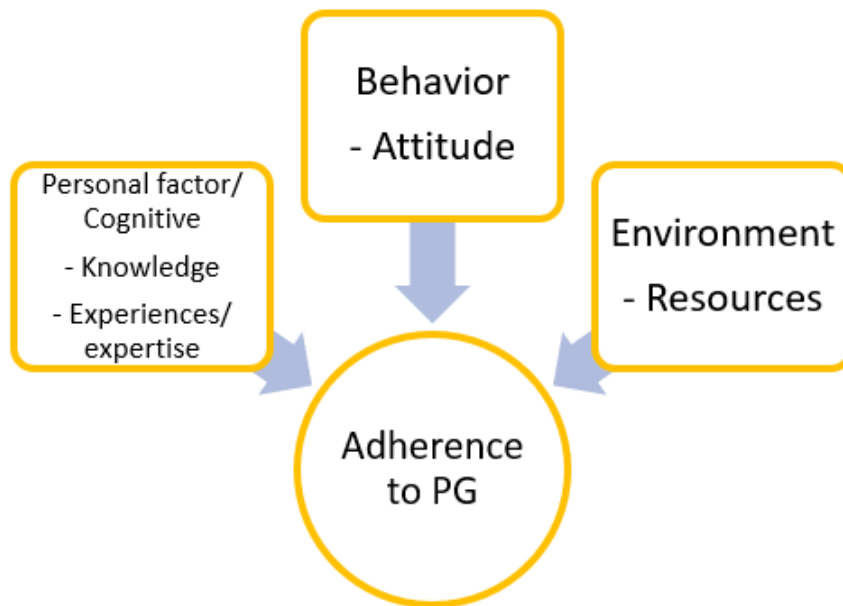 Behavior
- Attitude
Personal factor/
Cognitive
- Knowledge
- Experiences/
expertise
Environment
- Resources
Adherence
to PG